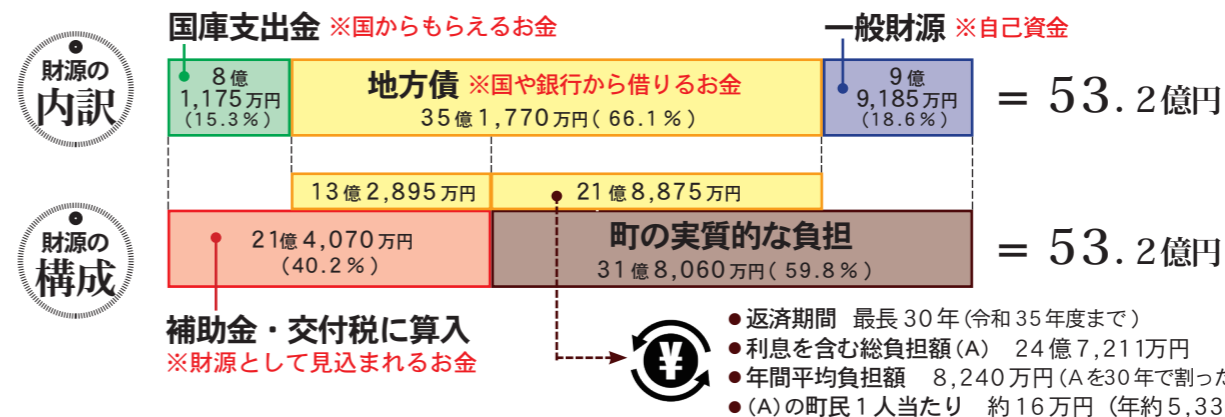 国庫支出金 ※国からもらえるお金
一般財源 ※自己資金
財源の
内訳
8億
1,175万円
(15.3%)
地方債 ※国や銀行から借りるお金
35億1,770万円(66.1%)
9億
9,185万円
(18.6%)
= 53.2億円
13億2,895万円
21億8,875万円
財源の
構成
21億4,070万円
(40.2%)
町の実質的な負担
31億8,060万円(59.8%)
= 53.2億円
補助金・交付税に算入
※財源として見込まれるお金
¥
●返済期間 最長30年(令和35年度まで)
●利息を含む総負担額(A) 24億7,211万円
●年間平均負担額 8,240万円(Aを30年で割った
●(A)の町民1人当たり 約16万円(年約5,33